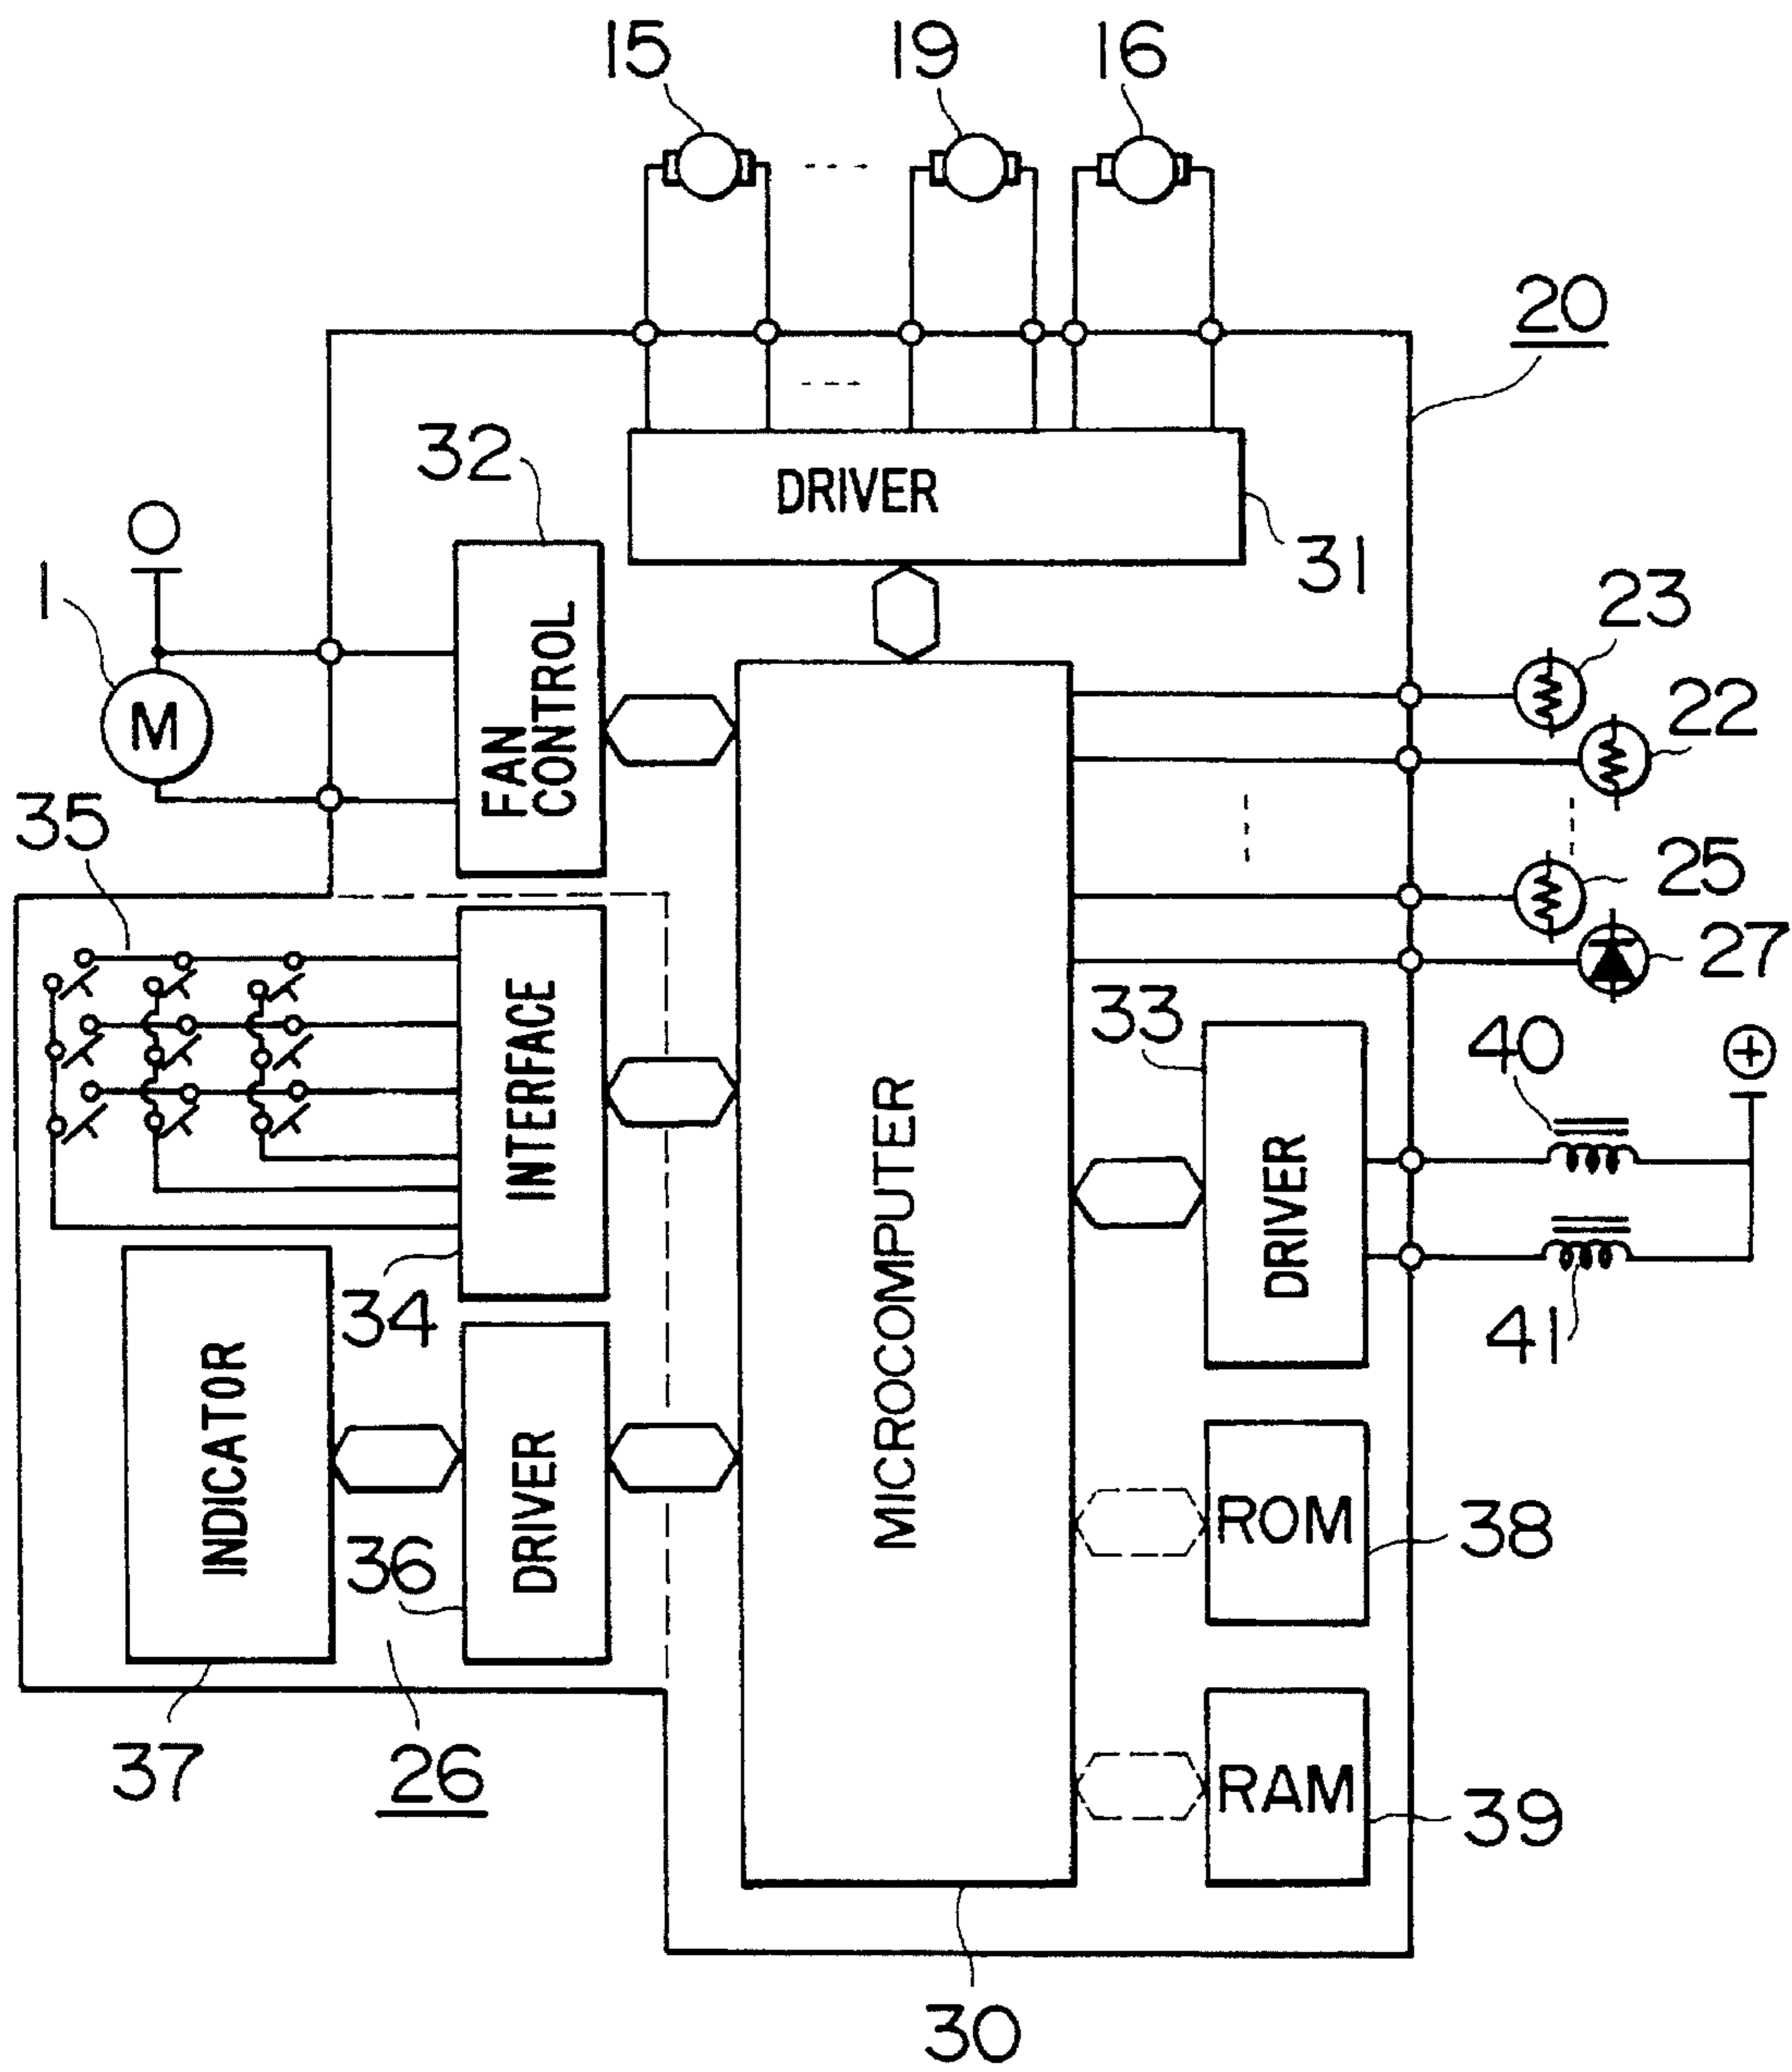 15
19
16
20
32
DRIVER
31
1
M
FAN
CONTROL
23
22
25
27
35
INTERFACE
34
MICROCOMPUTER
33
DRIVER
40
+
41
INDICATOR
DRIVER
36
37
26
ROM
38
RAM
39
30